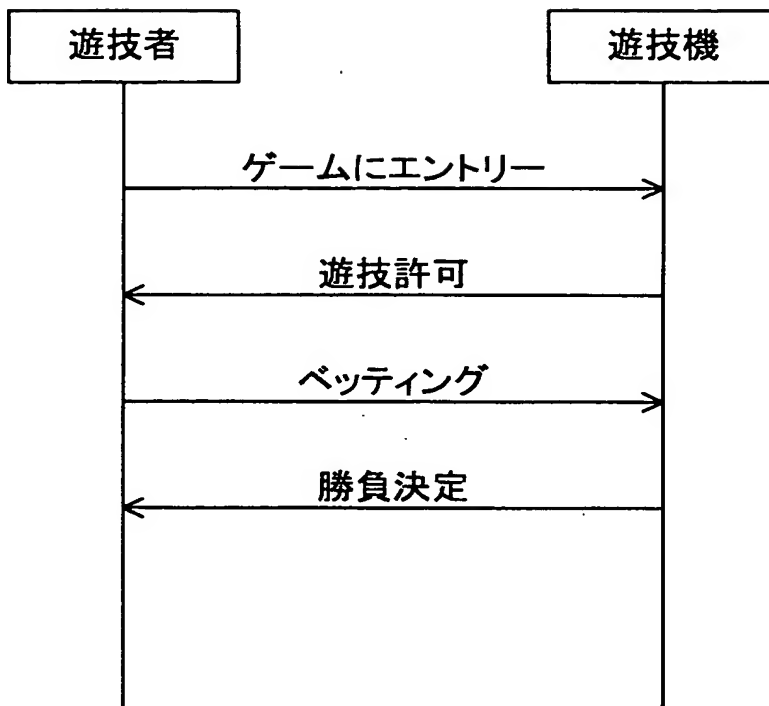 遊技者
遊技機
ゲームにエントリー
遊技許可
ベッティング
勝負決定